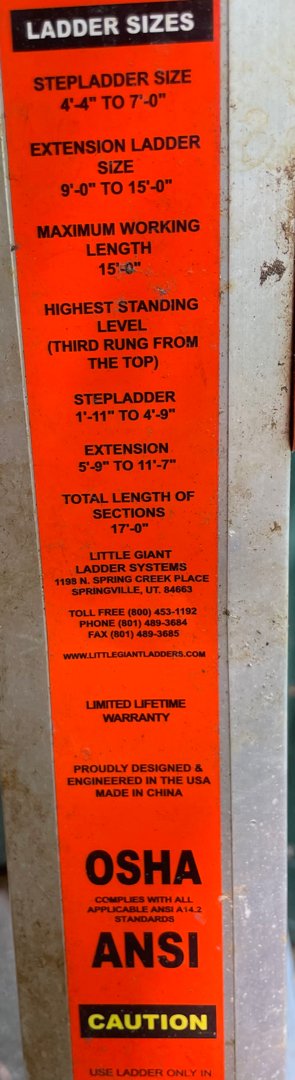 LADDER SIZES
STEPLADDER SIZE
4'-4" TO 7'-0"
EXTENSION LADDER
SiZE
9'-0" TO 15'-0"
MAXIMUM WORKING
LENGTH
15'-0"
HIGHEST STANDING
LEVEL
(THIRD RUNG FROM
THE TOP)
STEPLADDER
1'-11" TO 4'-9"
EXTENSION
5'-9" TO 11'-7"
TOTAL LENGTH OF
SECTIONS
17'-0"
LITTLE GIANT
LADDER SYSTEMS
1198 N. SPRING CREEK PLACE
SPRINGVILLE, UT. 84663
TOLL FREE (800) 453-1192
PHONE (801) 489-3684
FAX (801) 489-3685
WWW.LITTLEGIANTLADDERS.COM
LIMITED LIFETIME
WARRANTY
PROUDLY DESIGNED &
ENGINEERED IN THE USA
MADE IN CHINA
OSHA
COMPLIES WITH ALL
APPLICABLE ANSI A14.2
STANDARDS
ANSI
CAUTION
USE LADDER ONLY IN